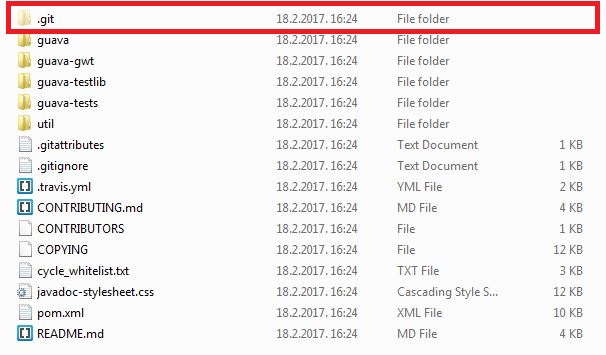 .git 18.2.2017. 16:24 File folder
guava 18.2.2017. 16:24 File folder
guava-gwt 18.2.2017. 16:24 File folder
guava-testlib 18.2.2017. 16:24 File folder
guava-tests 18.2.2017. 16:24 File folder
util 18.2.2017. 16:24 File folder
.gitattributes 18.2.2017. 16:24 Text Document 1 KB
.gitignore 18.2.2017. 16:24 Text Document 1 KB
.travis.yml 18.2.2017. 16:24 YML File 2 KB
CONTRIBUTING.md 18.2.2017. 16:24 MD File 2 KB
CONTRIBUTORS 18.2.2017. 16:24 File 1 KB
COPYING 18.2.2017. 16:24 File 12 KB
cycle_whitelist.txt 18.2.2017. 16:24 TXT File 3 KB
javadoc-stylesheet.css 18.2.2017. 16:24 Cascading Style S... 12 KB
pom.xml 18.2.2017. 16:24 XML File 10 KB
README.md 18.2.2017. 16:24 MD File 4 KB